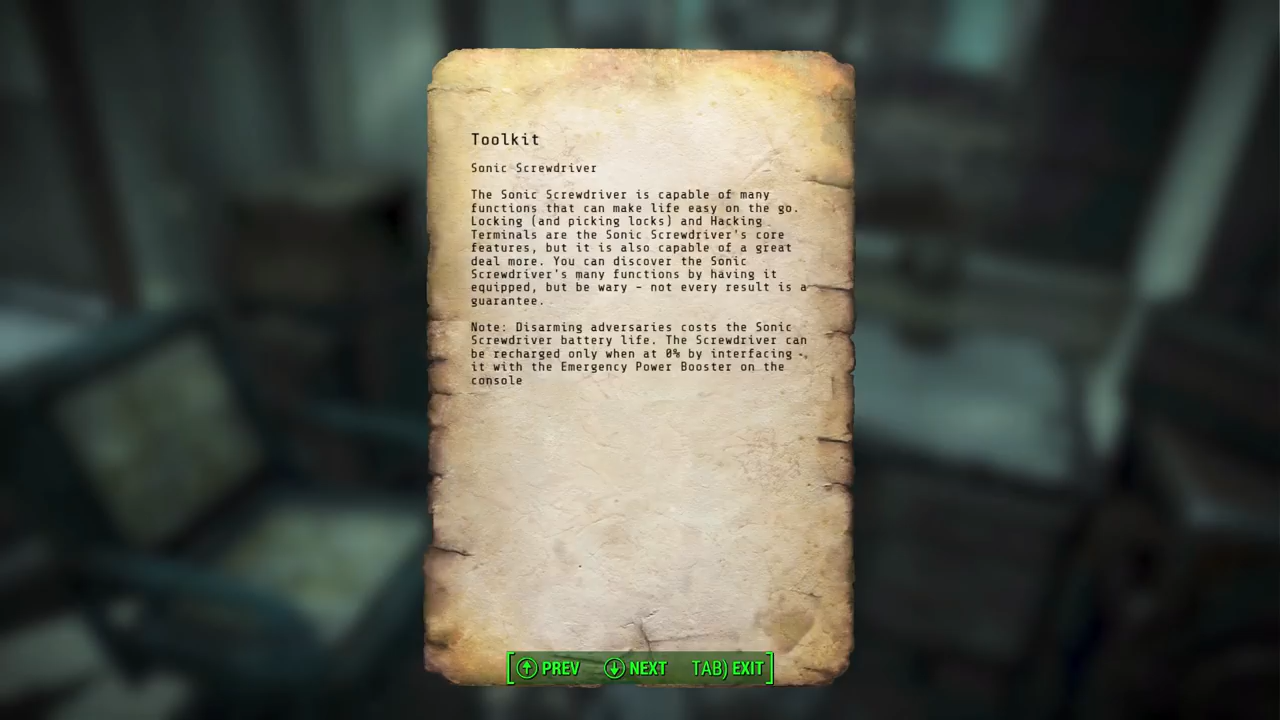 Toolkit
Sonic Screwdriver
The Sonic Screwdriver is capable of many
functions that can make life easy on the go.
Locking (and picking locks) and Hacking
Terminals are the Sonic Screwdriver's core
features, but it is also capable of a great
deal more. You can discover the Sonic
Screwdriver's many functions by having it
equipped, but be wary - not every result is a
guarantee.
Note: Disarming adversaries costs the Sonic
Screwdriver battery life. The Screwdriver can
be recharged only when at 0% by interfacing
it with the Emergency Power Booster on the
console
PREV NEXT TAB) EXIT